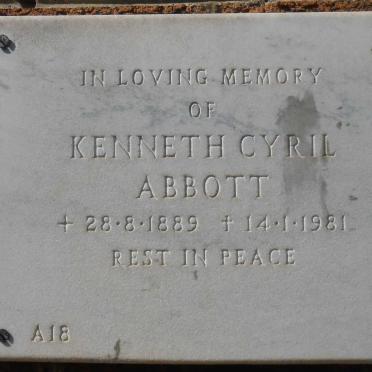 IN LOVING MEMORY
OF
KENNETH CYRIL
ABBOTT
+ 28·8·1889 † 14·1·1981
REST IN PEACE
A18